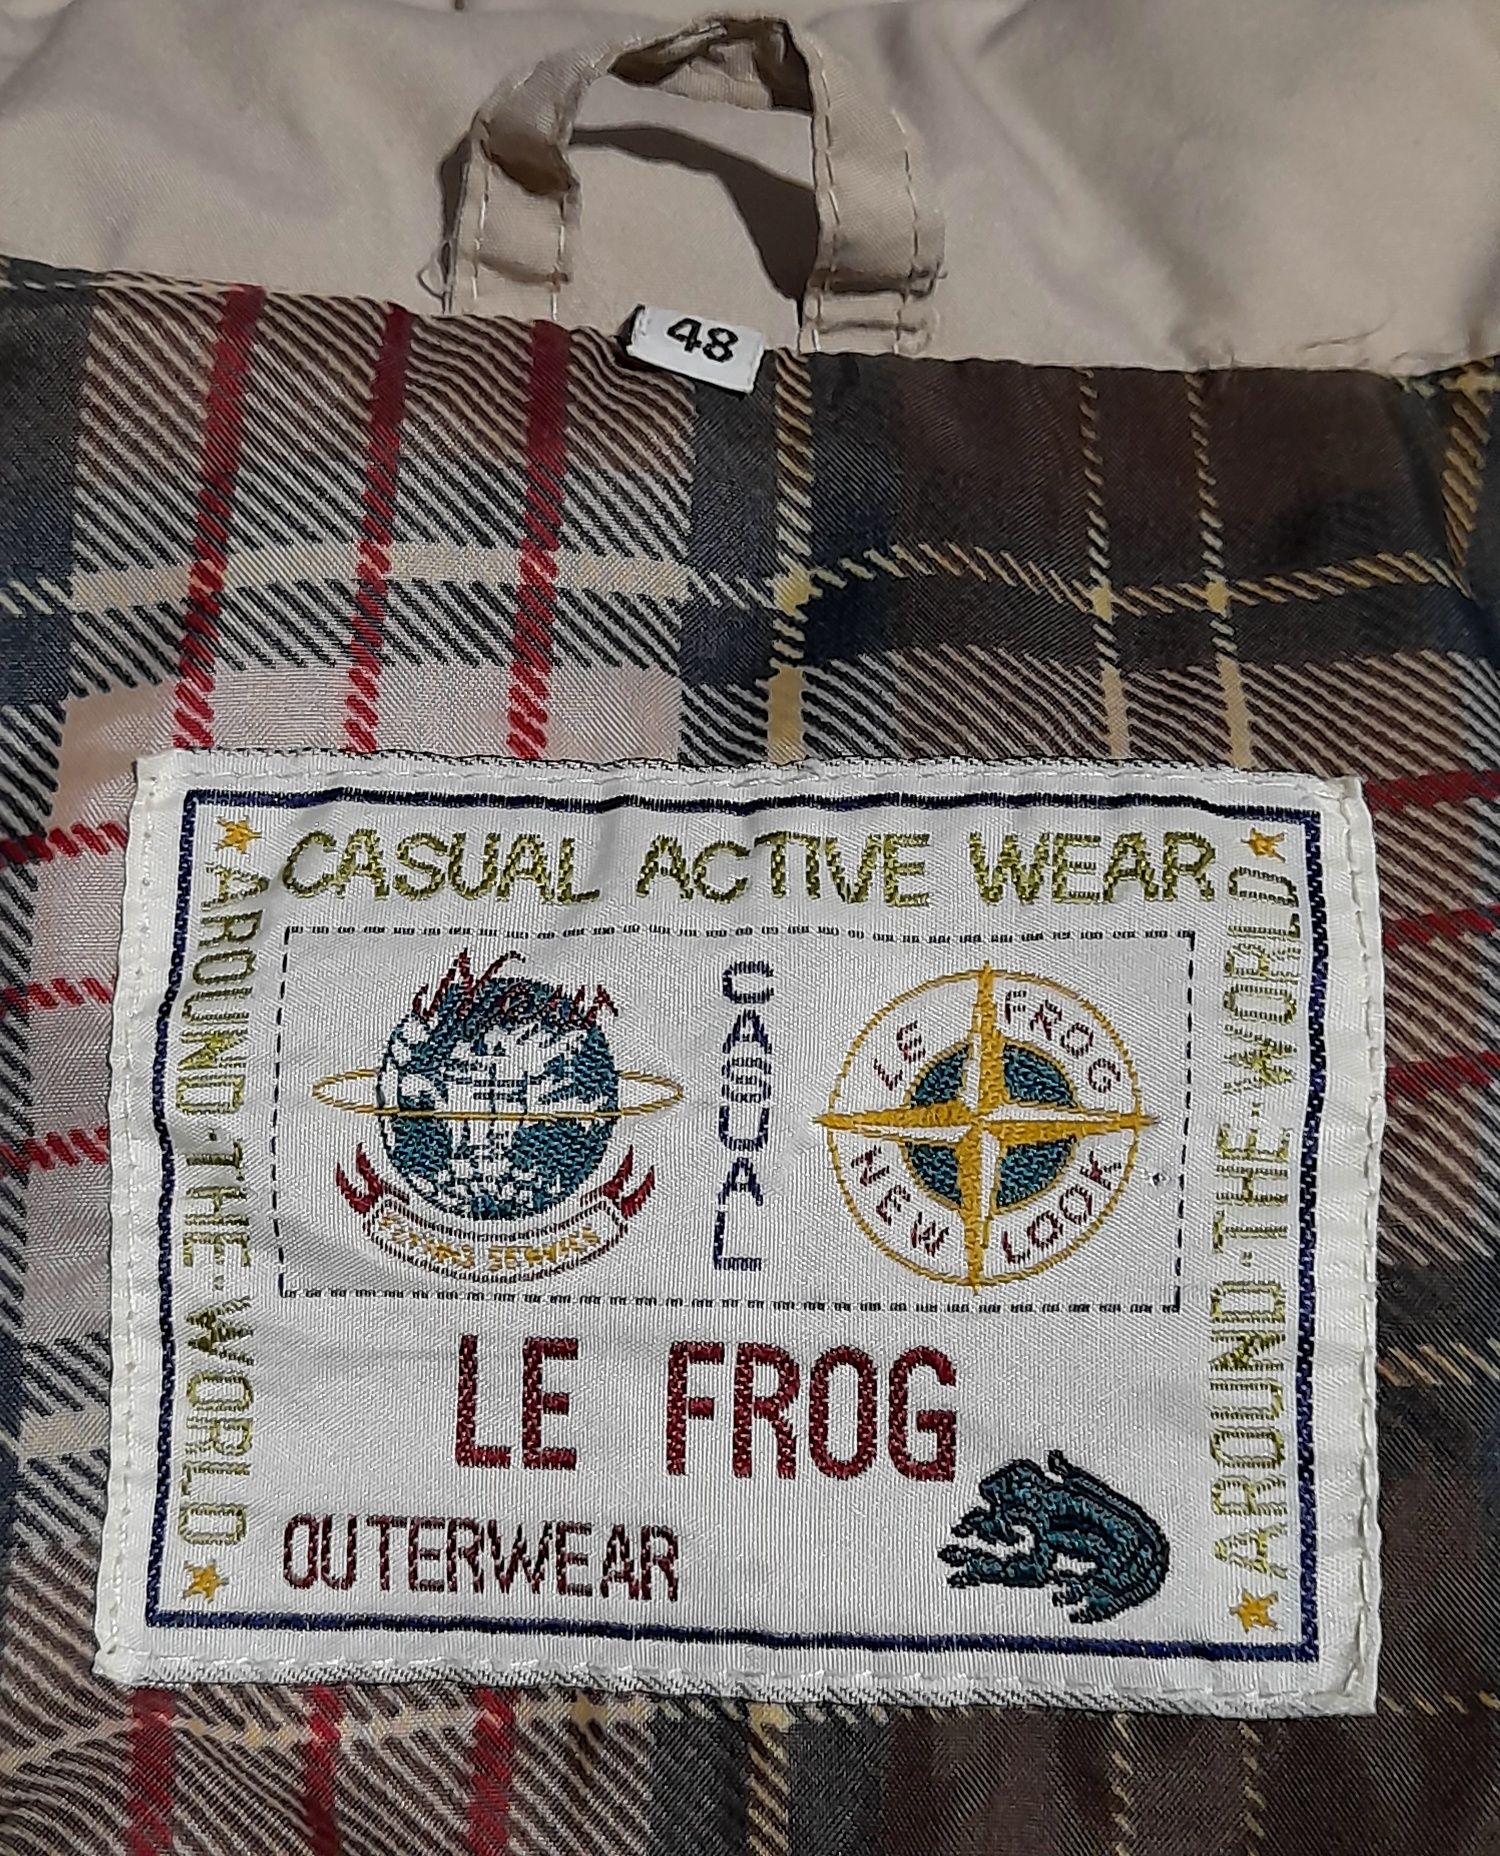 48
CASUAL ACTIVE WEAR
AROUND·THE·WORLD
AROUND·THE·WORLD
CASUAL
LE FROG
NEW LOOK
LE FROG
OUTERWEAR